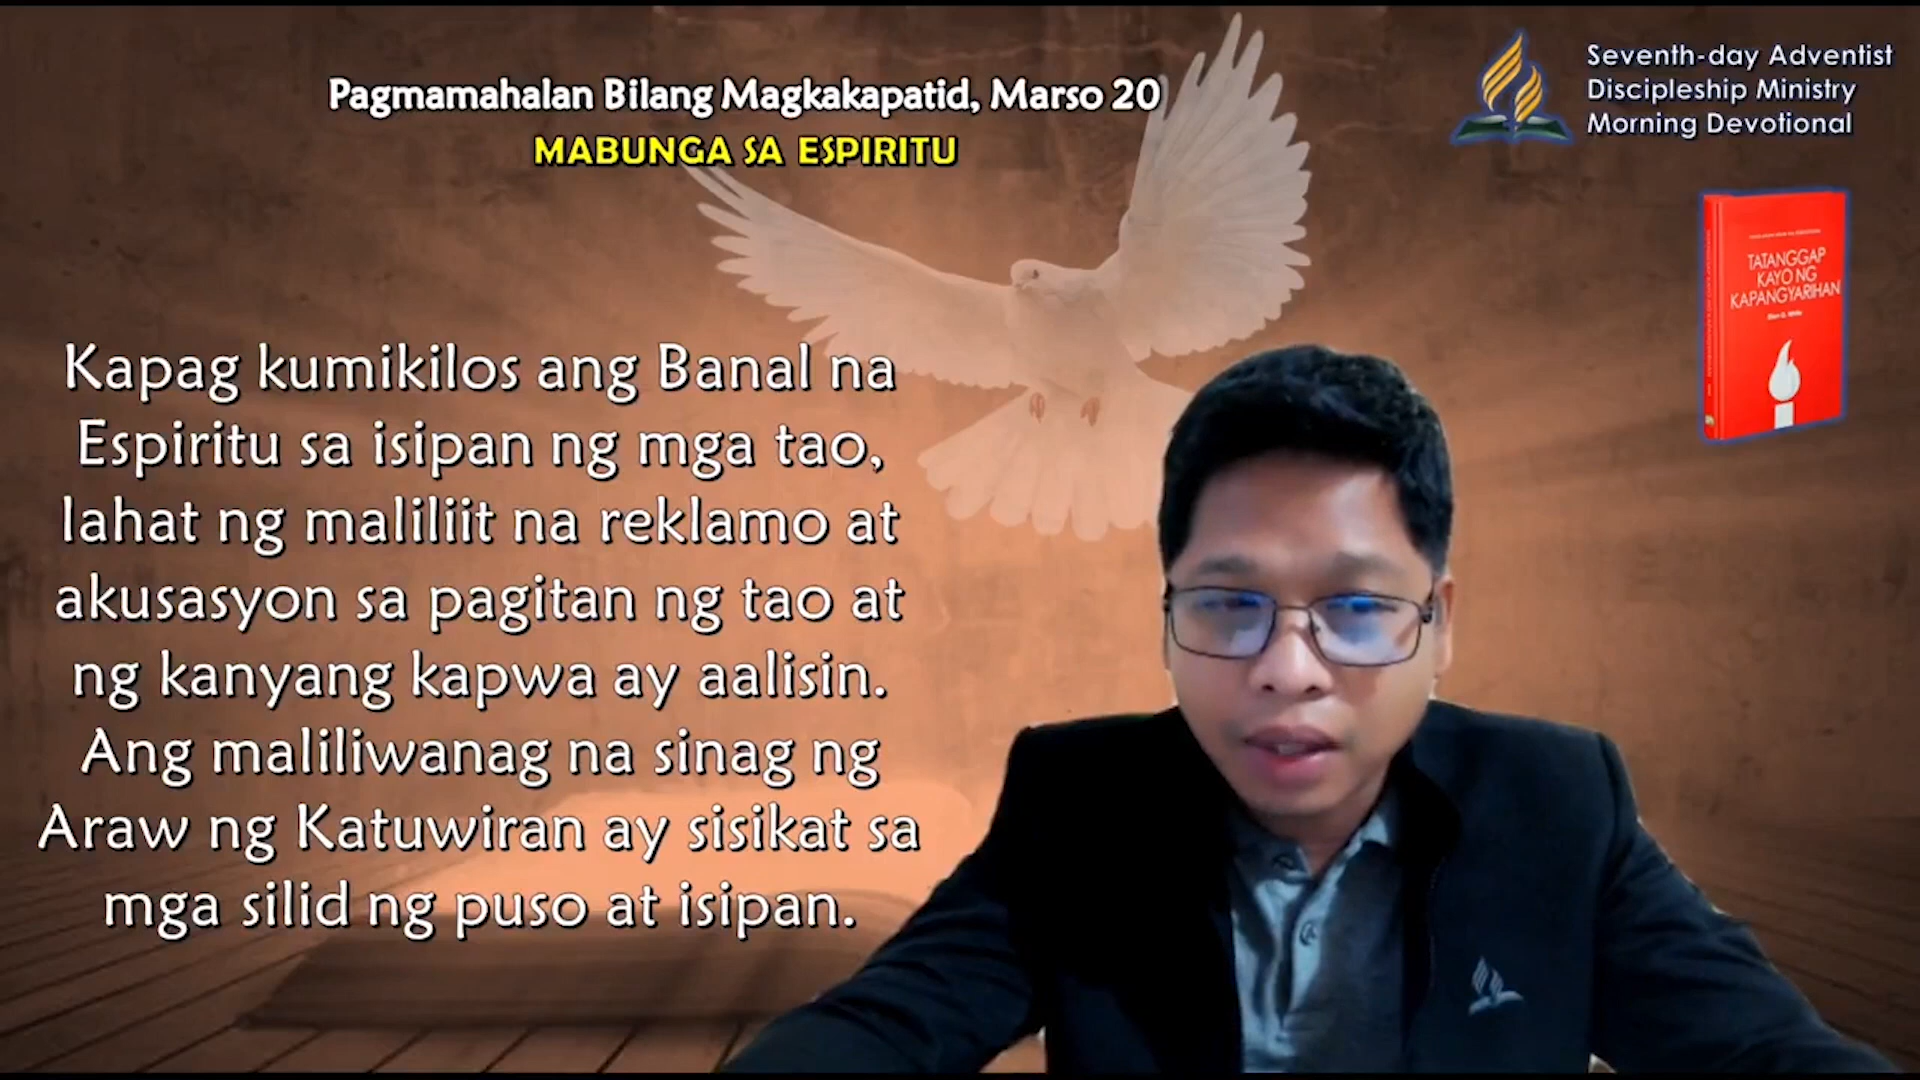 Pagmamahalan Bilang Magkakapatid, Marso 20
MABUNGA SA ESPIRITU
Seventh-day Adventist
Discipleship Ministry
Morning Devotional
TATANGGAP
KAYO NG
KAPANGYARIHAN
Ellen G. White
Kapag kumikilos ang Banal na
Espiritu sa isipan ng mga tao,
lahat ng maliliit na reklamo at
akusasyon sa pagitan ng tao at
ng kanyang kapwa ay aalisin.
Ang maliliwanag na sinag ng
Araw ng Katuwiran ay sisikat sa
mga silid ng puso at isipan.